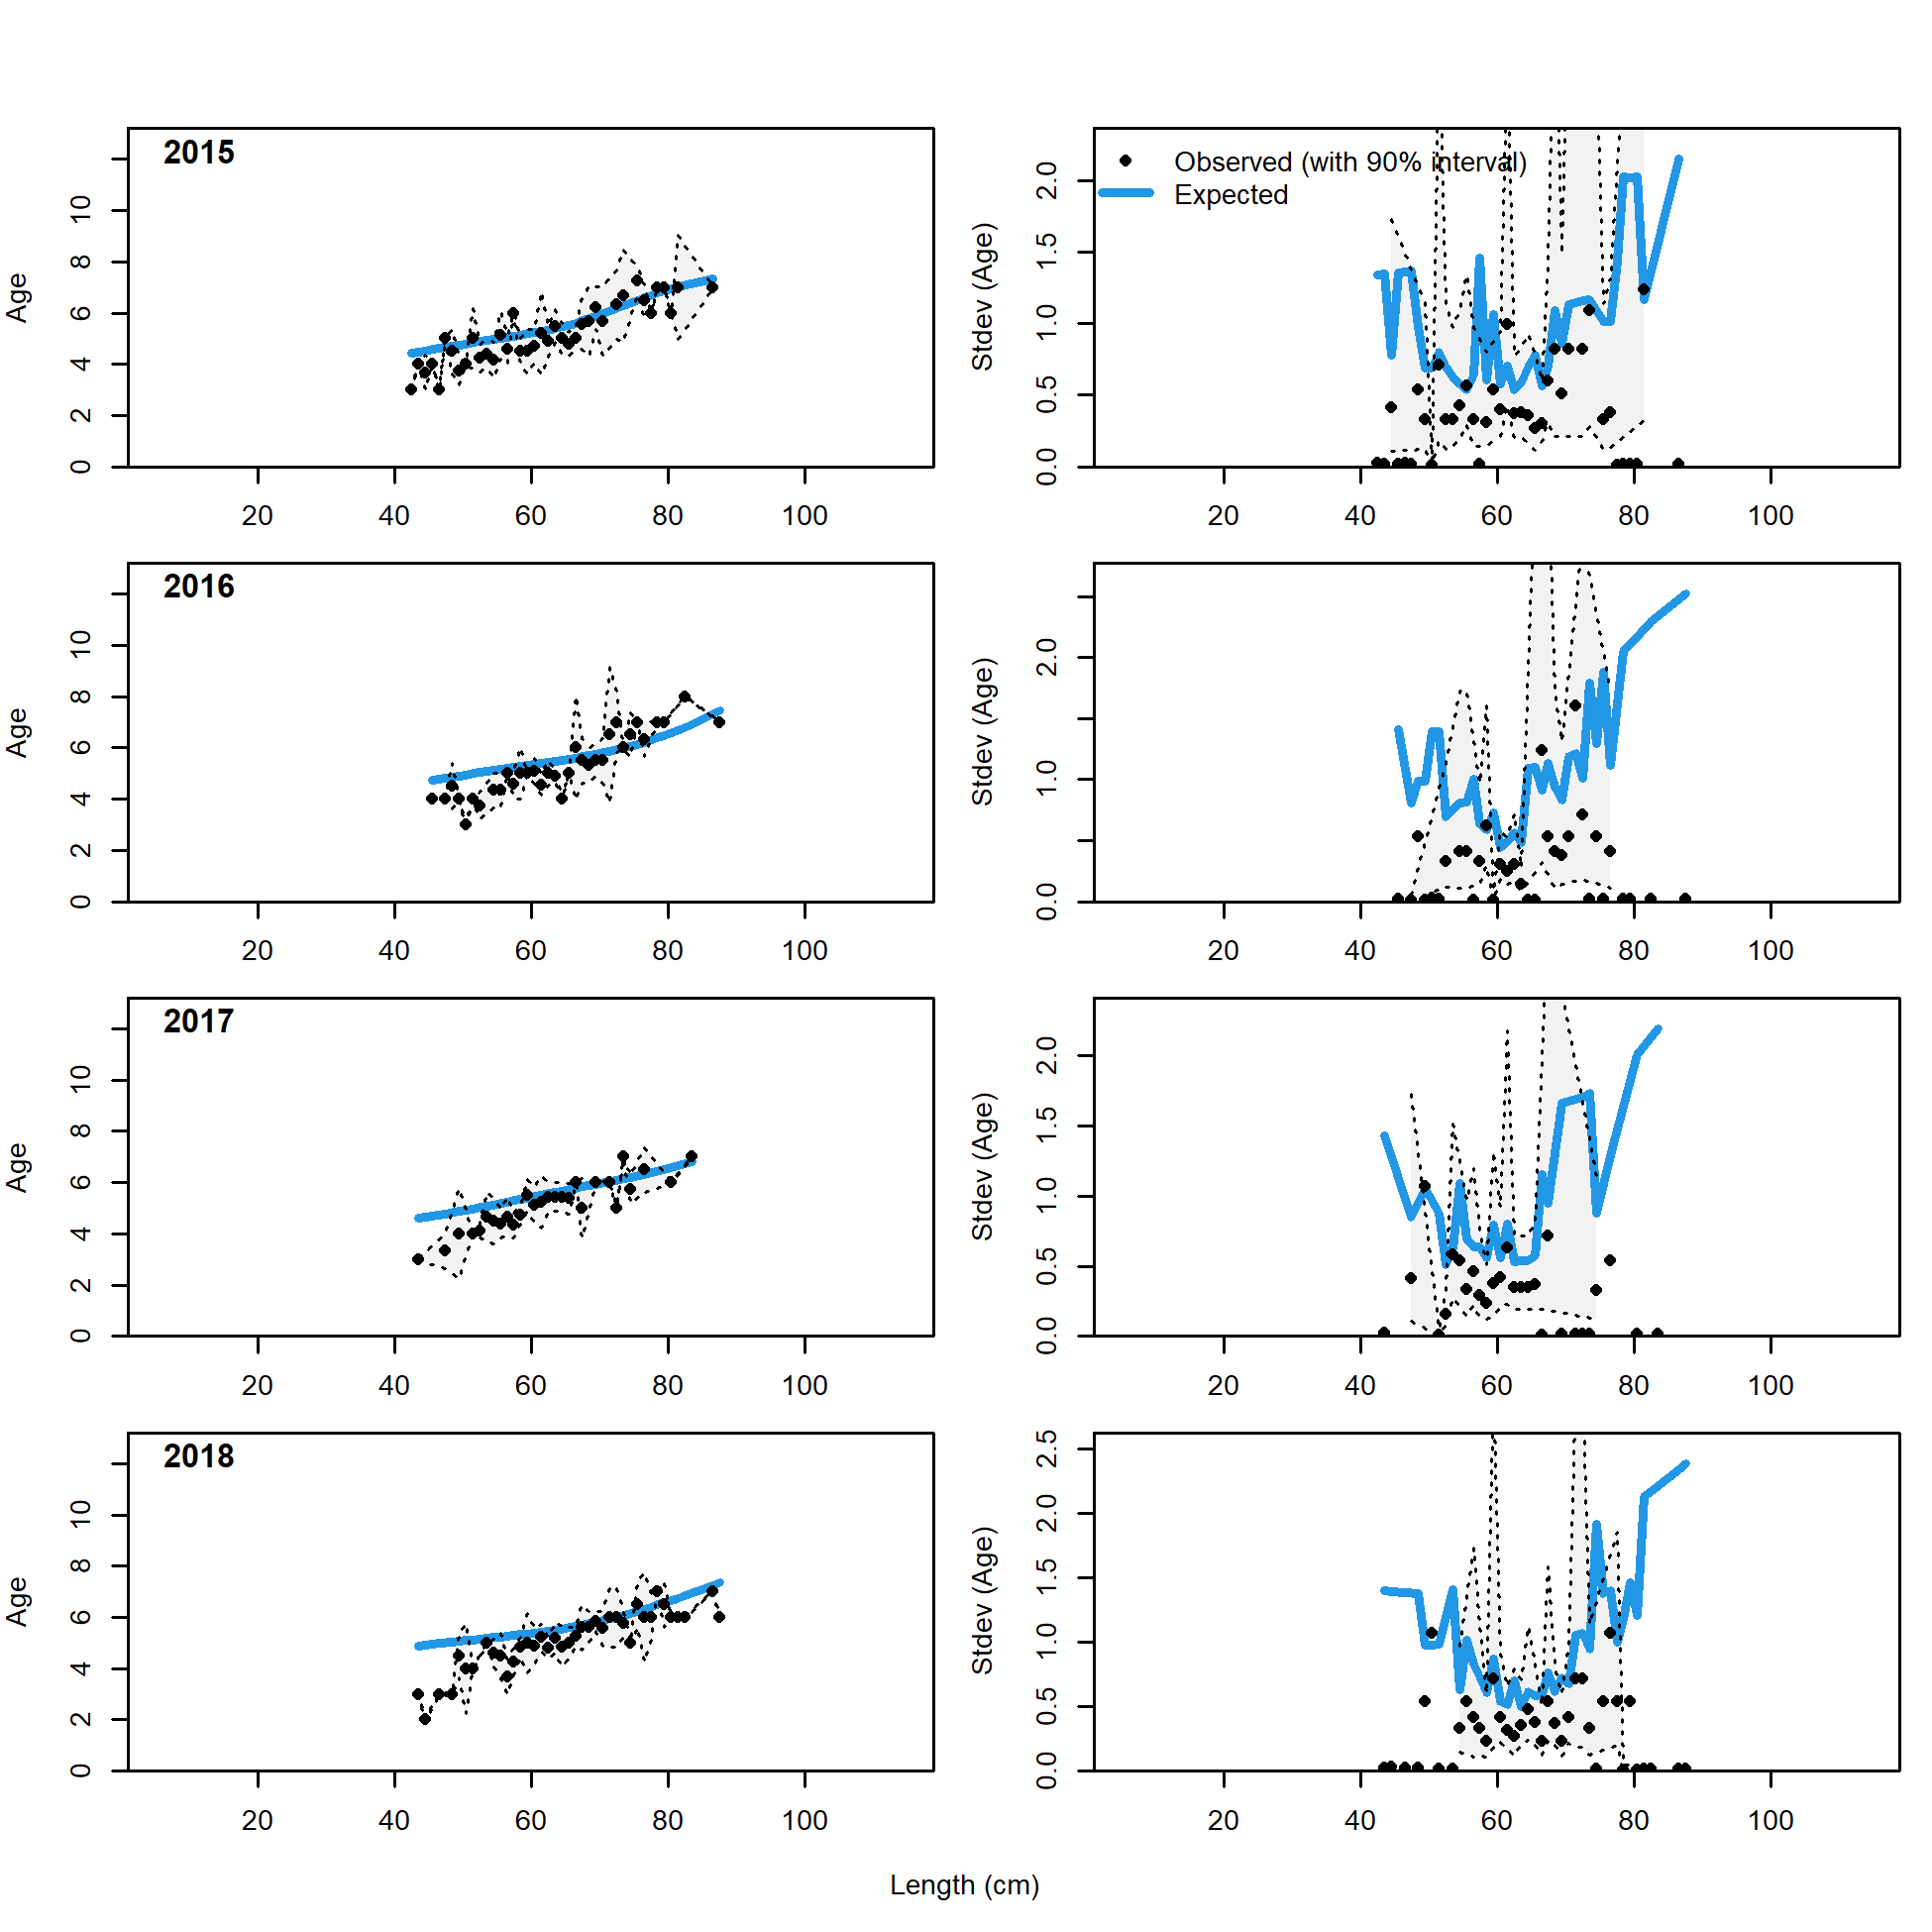 2015
Age
0 2 4 6 8 10
20 40 60 80 100
Observed (with 90% interval)
Expected
Stdev (Age)
0.0 0.5 1.0 1.5 2.0
20 40 60 80 100
2016
Age
0 2 4 6 8 10
20 40 60 80 100
Stdev (Age)
0.0 1.0 2.0
20 40 60 80 100
2017
Age
0 2 4 6 8 10
20 40 60 80 100
Stdev (Age)
0.0 0.5 1.0 1.5 2.0
20 40 60 80 100
2018
Age
0 2 4 6 8 10
20 40 60 80 100
Stdev (Age)
0.0 0.5 1.0 1.5 2.0 2.5
20 40 60 80 100
Length (cm)